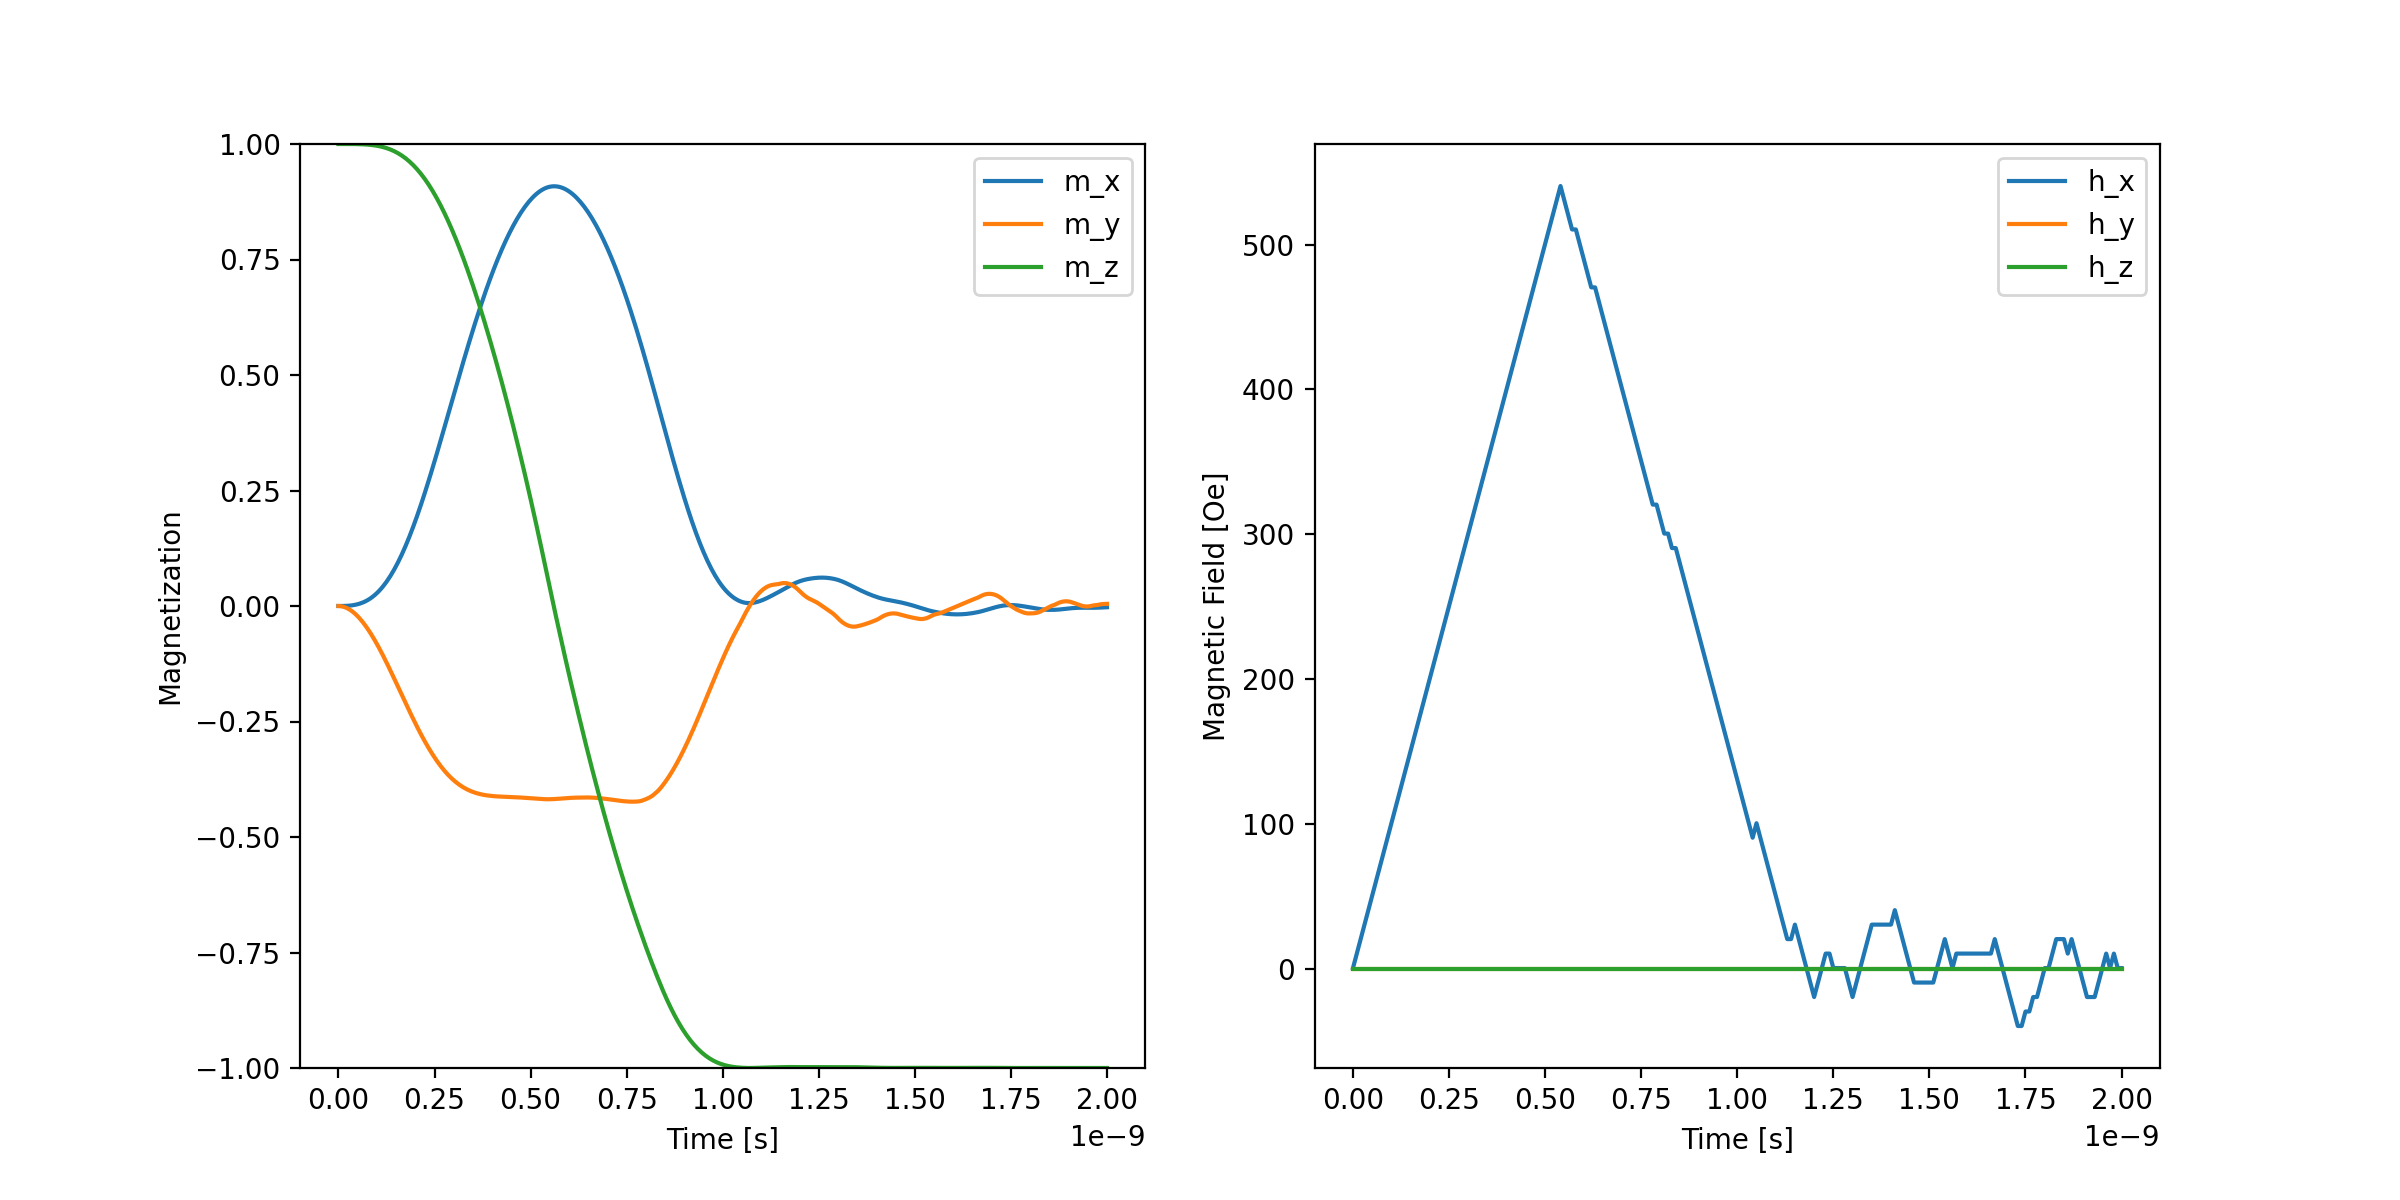 1.00
0.75
0.50
0.25
0.00
−0.25
−0.50
−0.75
−1.00
Magnetization
0.00 0.25 0.50 0.75 1.00 1.25 1.50 1.75 2.00
Time [s]
1e−9
m_x
m_y
m_z
500
400
300
200
100
0
Magnetic Field [Oe]
0.00 0.25 0.50 0.75 1.00 1.25 1.50 1.75 2.00
Time [s]
1e−9
h_x
h_y
h_z